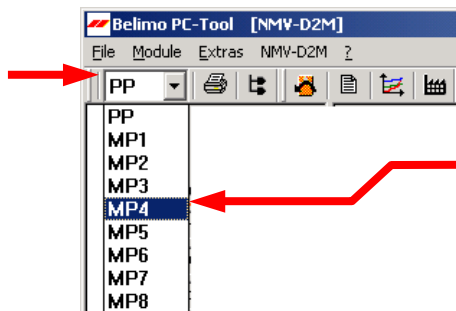 Belimo PC-Tool [NMV-D2M]
File Module Extras NMV-D2M ?
PP
PP
MP1
MP2
MP3
MP4
MP5
MP6
MP7
MP8